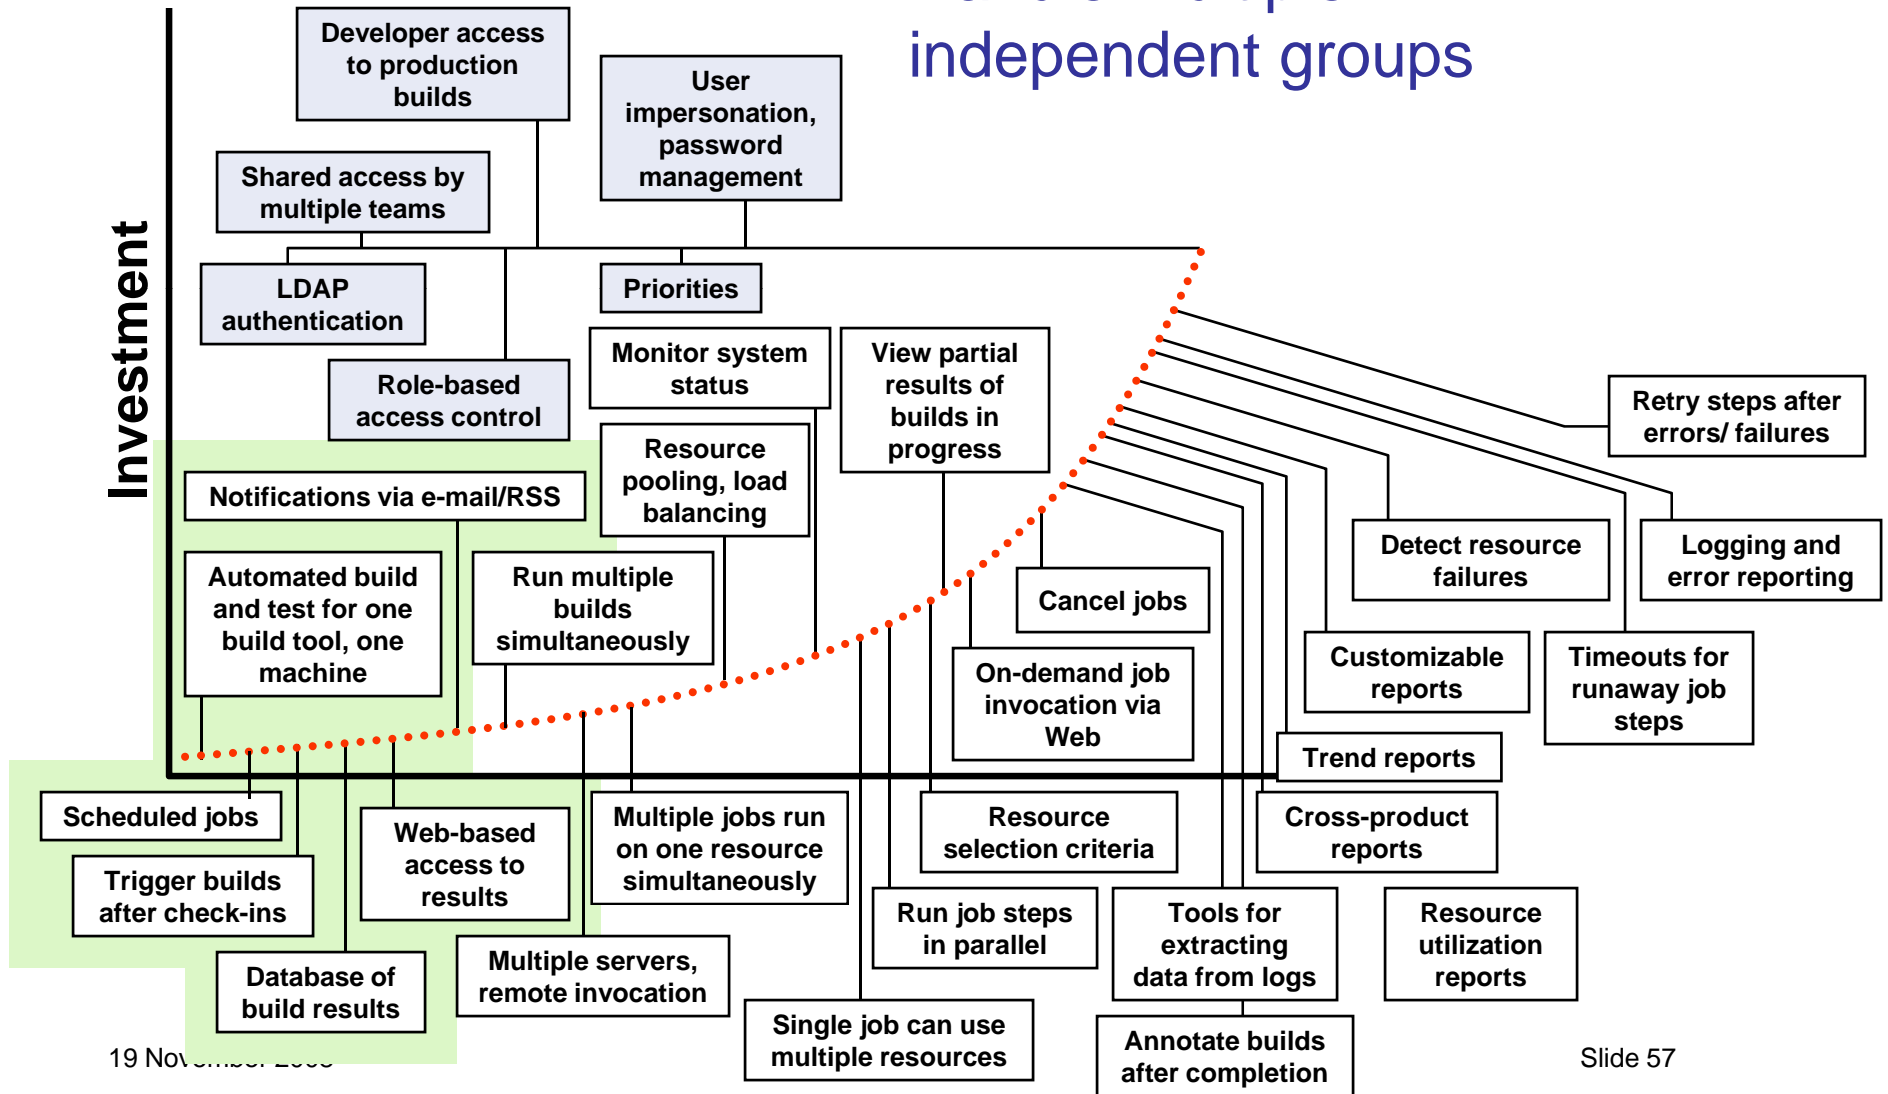 independent groups
Developer access
to production
builds
User
impersonation,
password
management
Shared access by
multiple teams
Investment
LDAP
authentication
Priorities
Role-based
access control
Monitor system
status
View partial
results of
builds in
progress
Retry steps after
errors/ failures
Resource
pooling, load
balancing
Notifications via e-mail/RSS
Automated build
and test for one
build tool, one
machine
Run multiple
builds
simultaneously
Cancel jobs
Detect resource
failures
Logging and
error reporting
On-demand job
invocation via
Web
Customizable
reports
Timeouts for
runaway job
steps
Trend reports
Scheduled jobs
Trigger builds
after check-ins
Web-based
access to
results
Multiple jobs run
on one resource
simultaneously
Resource
selection criteria
Cross-product
reports
Database of
build results
Multiple servers,
remote invocation
Run job steps
in parallel
Tools for
extracting
data from logs
Resource
utilization
reports
Single job can use
multiple resources
Annotate builds
after completion
19 November
Slide 57